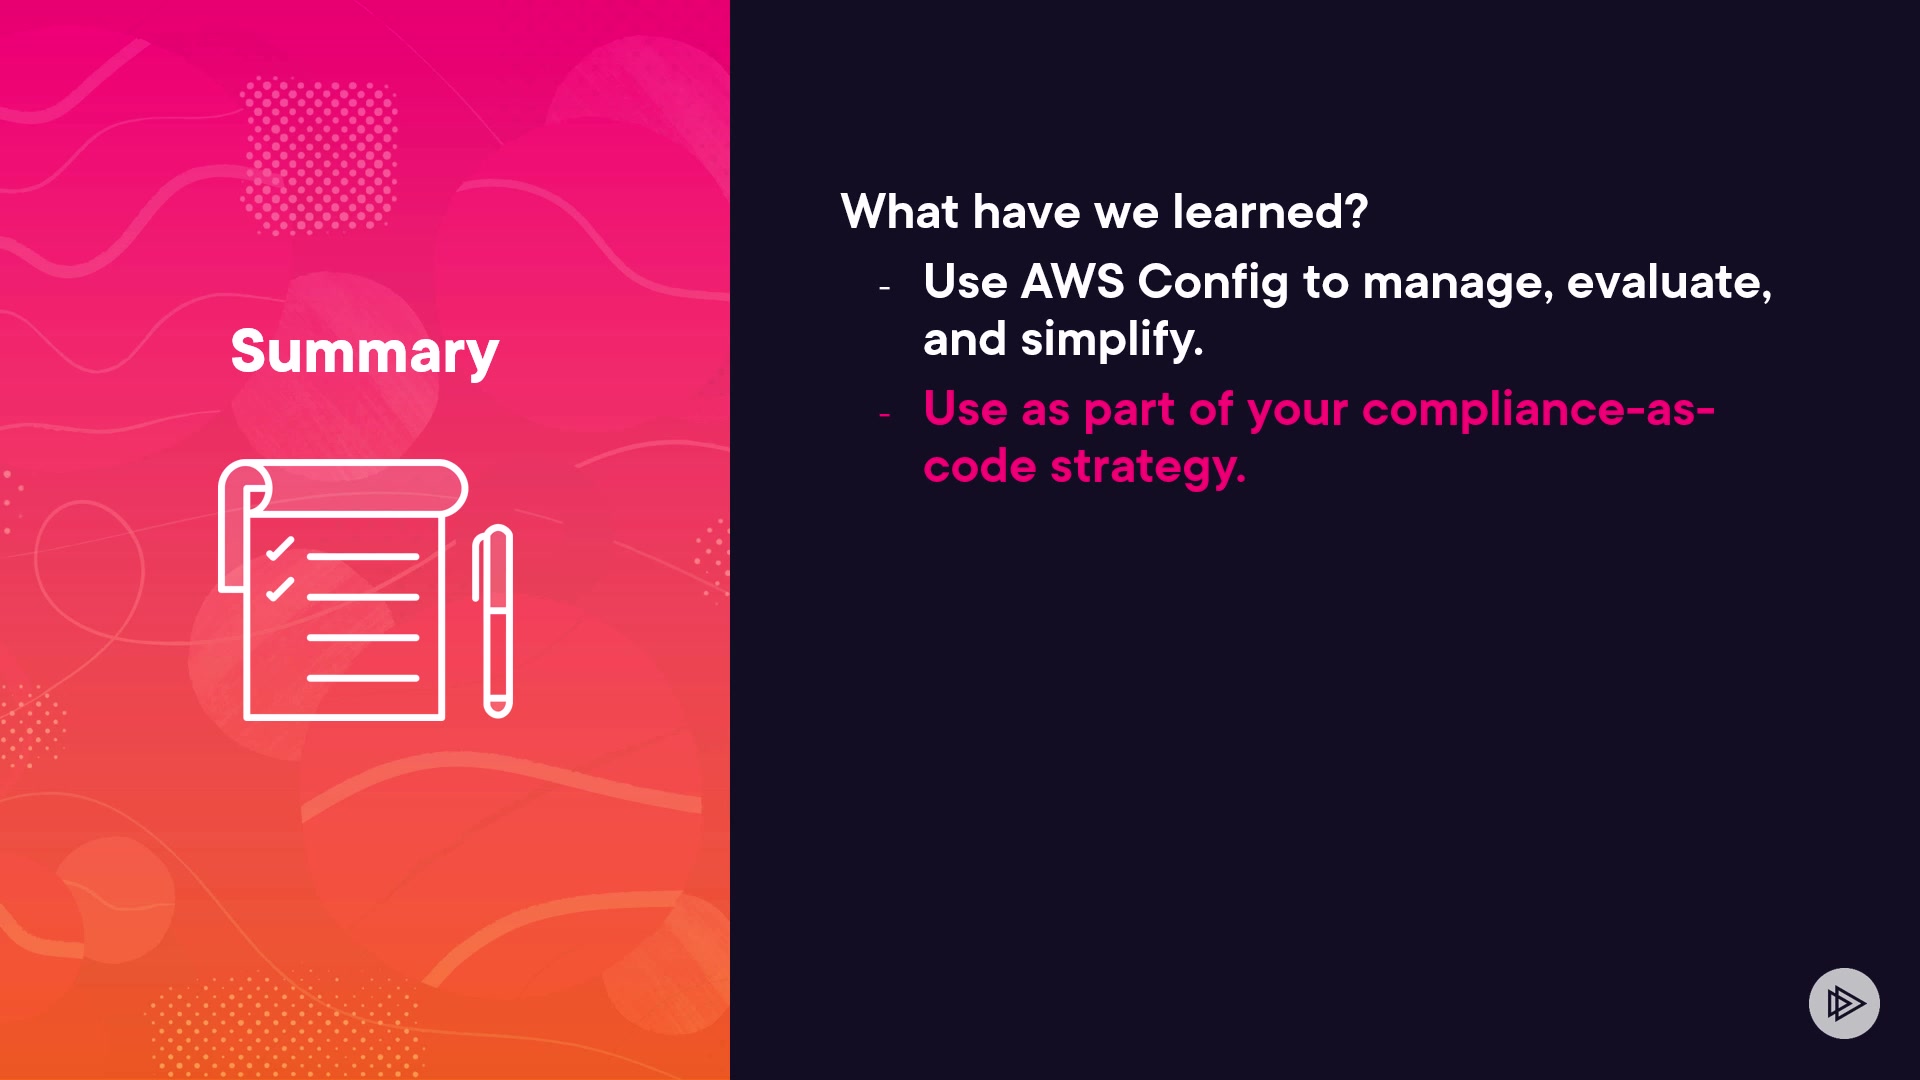 Summary
What have we learned?
- Use AWS Config to manage, evaluate,
and simplify.
- Use as part of your compliance-as-
code strategy.